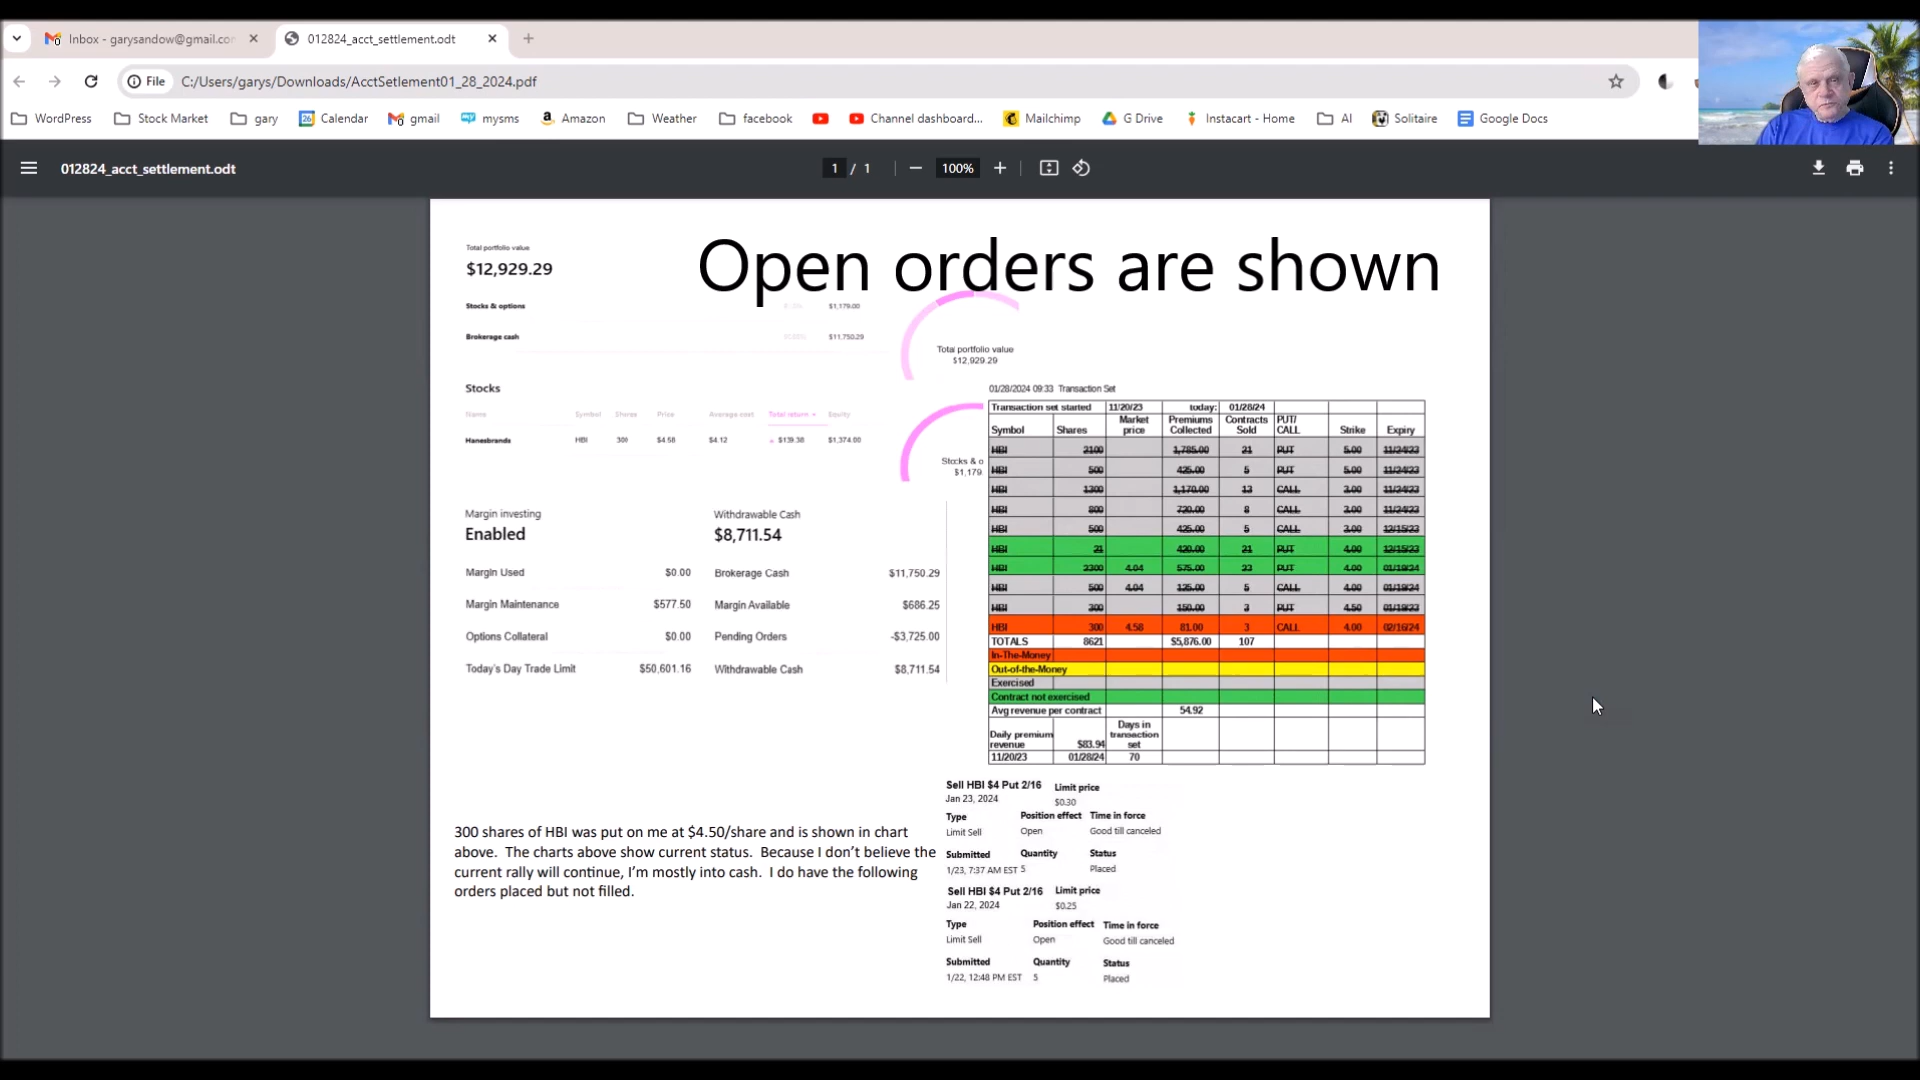 Inbox - garysandow@gmail.co
012824_acct_settlement.odt
File
C:/Users/garys/Downloads/AcctSetlement01_28_2024.pdf
WordPress Stock Market gary Calendar gmail mysms Amazon Weather facebook Channel dashboard... Mailchimp G Drive Instacart - Home AI Solitaire Google Docs
012824_acct_settlement.odt
1 / 1
100%
Open orders are shown
Total portfolio value
$12,929.29
Stocks & options $1,179.00
Brokerage cash $11,750.29
Total portfolio value
$12,929.29
Stocks
Name Symbol Shares Price Average cost Total return Equity
Hanesbrands HBI 300 $4.58 $4.12 $139.38 $1,374.00
Stocks & o
$1,179
Margin investing
Enabled
Withdrawable Cash
$8,711.54
Margin Used $0.00 Brokerage Cash $11,750.29
Margin Maintenance $577.50 Margin Available $686.25
Options Collateral $0.00 Pending Orders -$3,725.00
Today's Day Trade Limit $50,601.16 Withdrawable Cash $8,711.54
01/28/2024 09:33 Transaction Set
Transaction set started 11/20/23 today: 01/28/24
Symbol Shares Market price Premiums Collected Contracts Sold PUT/ CALL Strike Expiry
HBI 2100 1,785.00 21 PUT 5.00 11/24/23
HBI 500 425.00 5 PUT 5.00 11/24/23
HBI 1300 1,170.00 13 CALL 3.00 11/24/23
HBI 800 720.00 8 CALL 3.00 11/24/23
HBI 500 425.00 5 CALL 3.00 12/15/23
HBI 21 420.00 21 PUT 4.00 12/15/23
HBI 2300 4.04 575.00 23 PUT 4.00 01/19/24
HBI 500 4.04 125.00 5 CALL 4.00 01/19/24
HBI 300 150.00 3 PUT 4.50 01/19/23
HBI 300 4.58 81.00 3 CALL 4.00 02/16/24
TOTALS 8621 $5,876.00 107
In-The-Money
Out-of-the-Money
Exercised
Contract not exercised
Avg revenue per contract 54.92
Daily premium revenue $83.94 Days in transaction set
11/20/23 01/28/24 70
300 shares of HBI was put on me at $4.50/share and is shown in chart
above. The charts above show current status. Because I don't believe the
current rally will continue, I'm mostly into cash. I do have the following
orders placed but not filled.
Sell HBI $4 Put 2/16 Limit price
Jan 23, 2024 $0.30
Type Position effect Time in force
Limit Sell Open Good till canceled
Submitted Quantity Status
1/23, 7:37 AM EST 5 Placed
Sell HBI $4 Put 2/16 Limit price
Jan 22, 2024 $0.25
Type Position effect Time in force
Limit Sell Open Good till canceled
Submitted Quantity Status
1/22, 12:48 PM EST 5 Placed